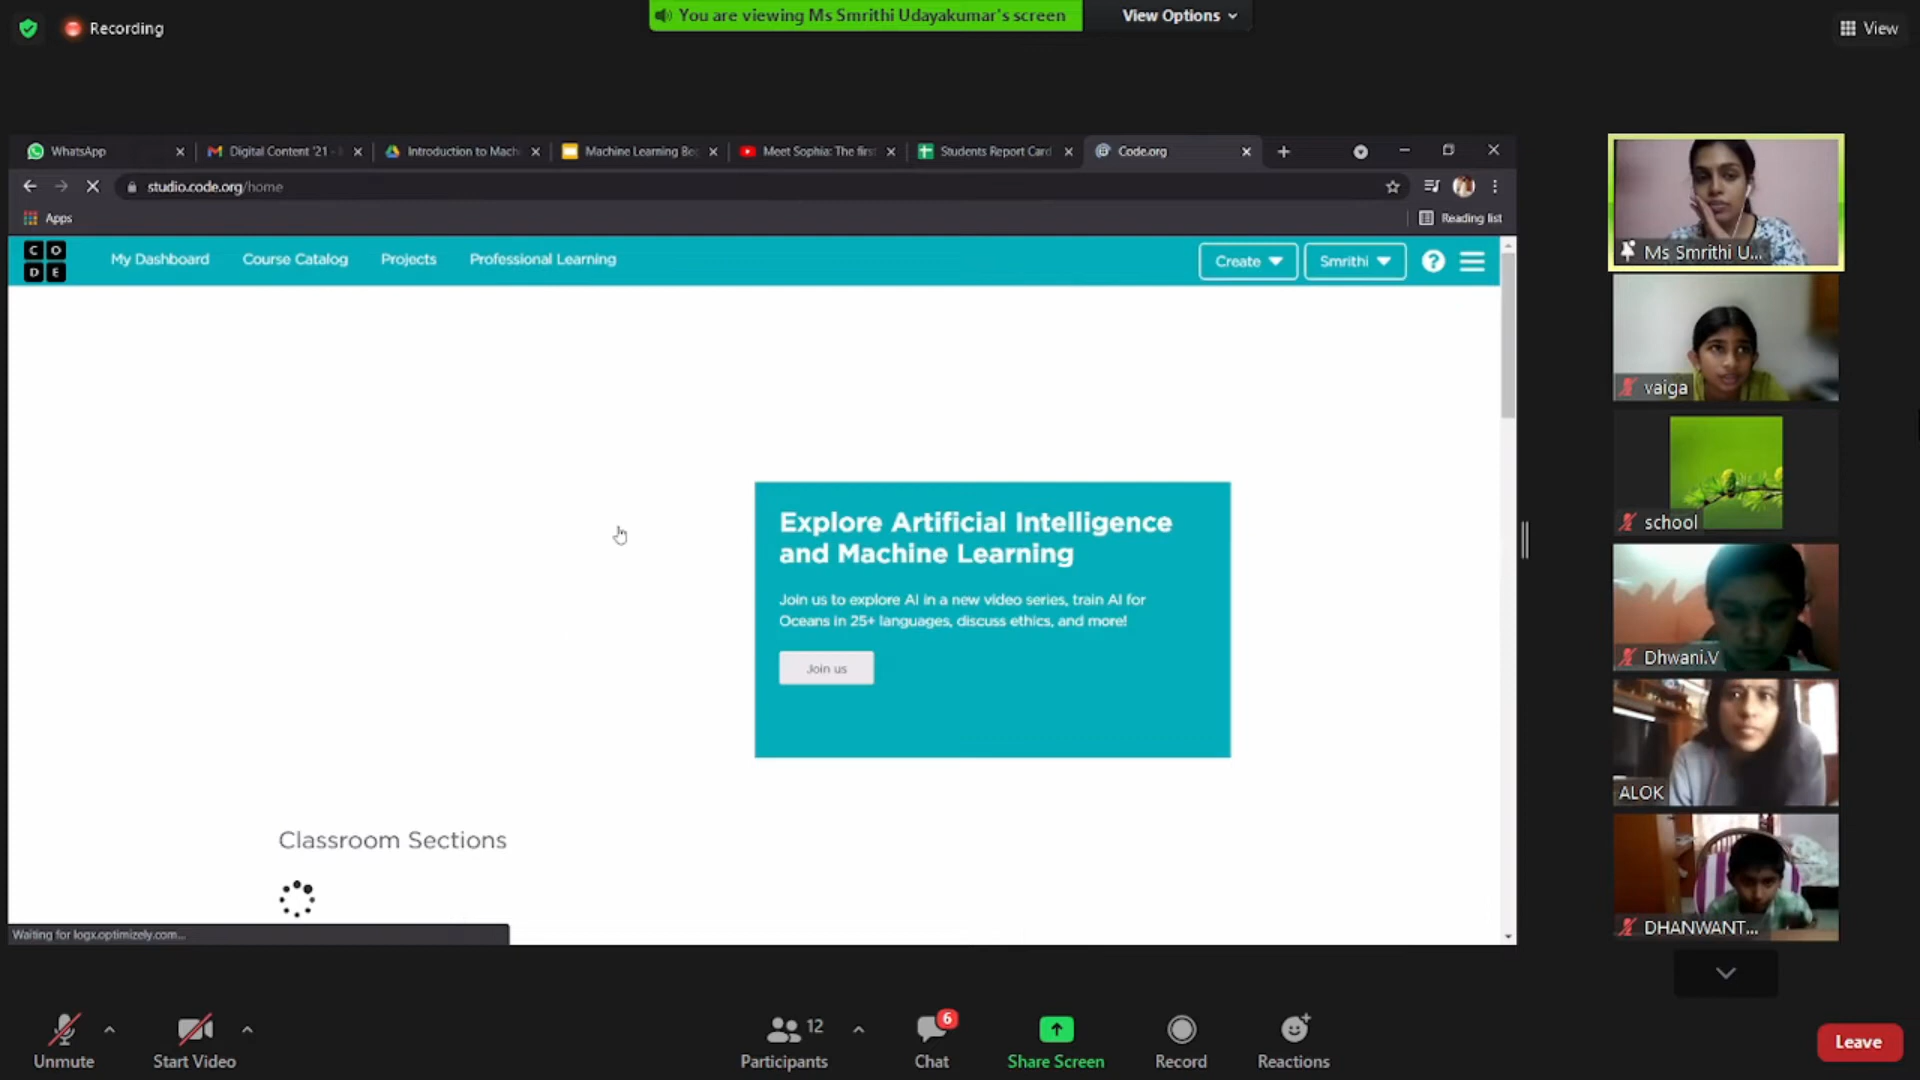 Recording
You are viewing Ms Smrithi Udayakumar's screen
View Options
View
WhatsApp
Digital Content '21 -
Introduction to Mach
Machine Learning Be
Meet Sophia: The first
Students Report Card
Code.org
studio.code.org/home
Apps
Reading list
CODE
My Dashboard
Course Catalog
Projects
Professional Learning
Create
Smrithi
?
Explore Artificial Intelligence
and Machine Learning
Join us to explore AI in a new video series, train AI for
Oceans in 25+ languages, discuss ethics, and more!
Join us
Classroom Sections
Waiting for logx.optimizely.com...
Ms Smrithi U...
vaiga
school
Dhwani.V
ALOK
DHANWANT...
Unmute
Start Video
12
Participants
6
Chat
Share Screen
Record
Reactions
Leave